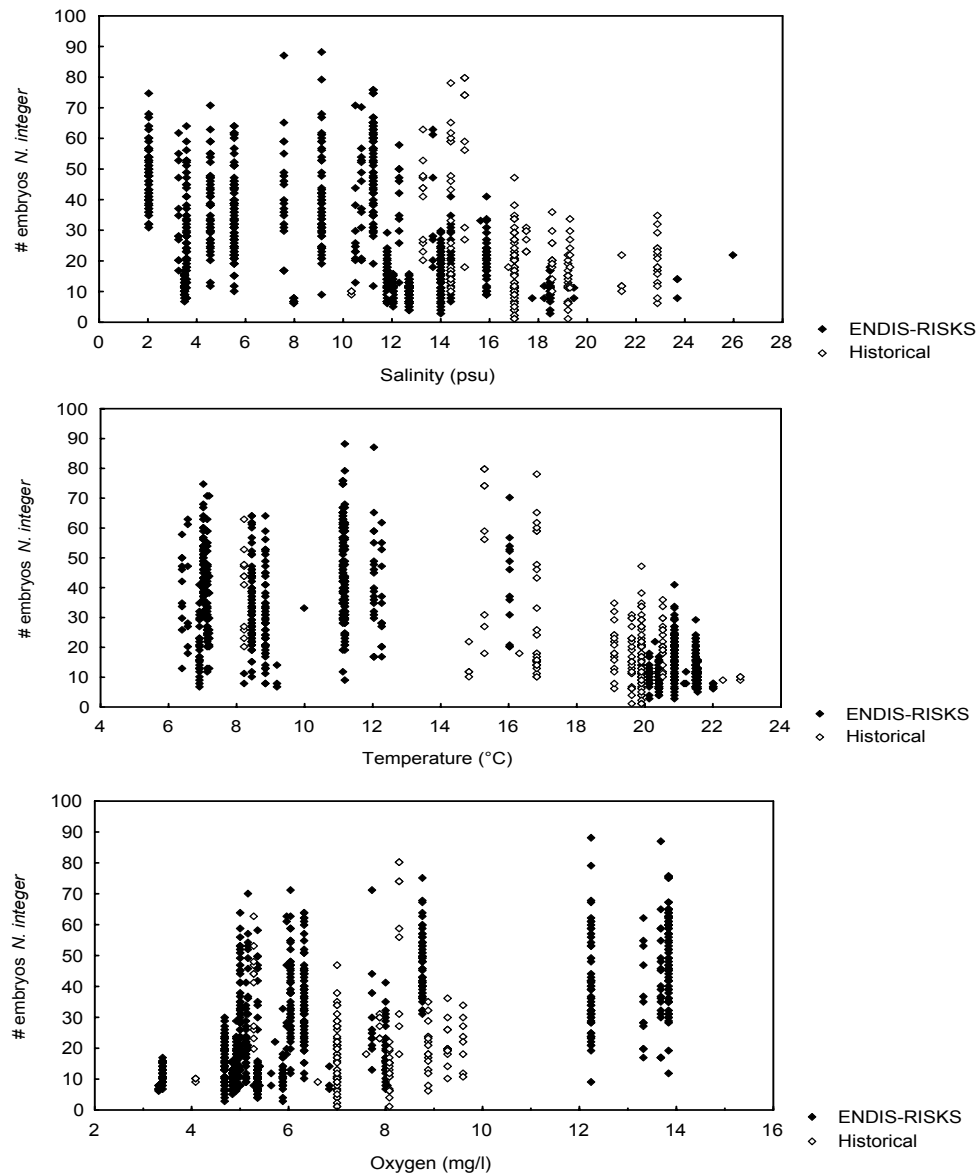 100
90
80
70
60
50
40
30
20
10
0
# embryos N. integer
0 2 4 6 8 10 12 14 16 18 20 22 24 26 28
Salinity (psu)
ENDIS-RISKS
Historical
100
90
80
70
60
50
40
30
20
10
0
# embryos N. integer
4 6 8 10 12 14 16 18 20 22 24
Temperature (°C)
ENDIS-RISKS
Historical
100
90
80
70
60
50
40
30
20
10
0
# embryos N. integer
2 4 6 8 10 12 14 16
Oxygen (mg/l)
ENDIS-RISKS
Historical